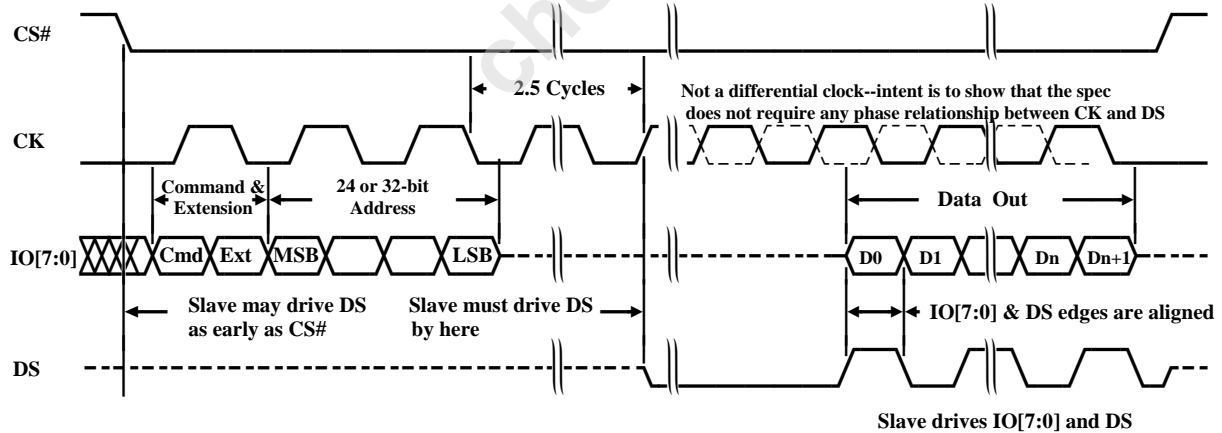 CS#
2.5 Cycles
Not a differential clock--intent is to show that the spec
does not require any phase relationship between CK and DS
CK
Command &
Extension
24 or 32-bit
Address
Data Out
IO[7:0]
Cmd
Ext
MSB
LSB
D0
D1
Dn
Dn+1
Slave may drive DS
as early as CS#
Slave must drive DS
by here
IO[7:0] & DS edges are aligned
DS
Slave drives IO[7:0] and DS